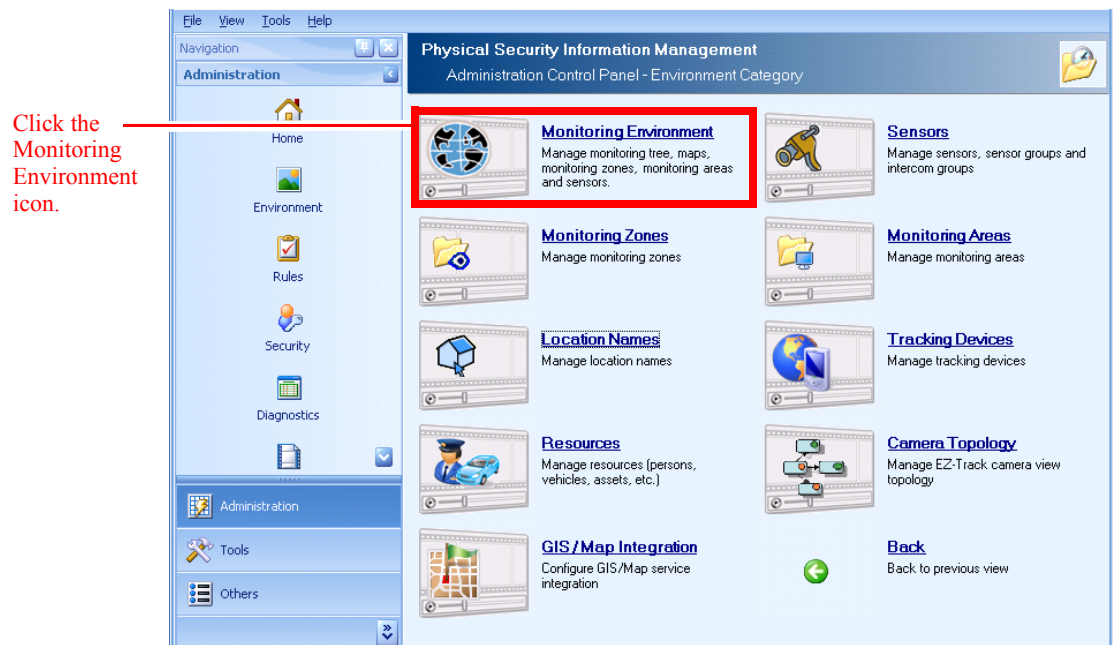 File View Tools Help
Navigation
Administration
Home
Environment
Rules
Security
Diagnostics
Administration
Tools
Others
Click the
Monitoring
Environment
icon.
Physical Security Information Management
Administration Control Panel - Environment Category
Monitoring Environment
Manage monitoring tree, maps,
monitoring zones, monitoring areas
and sensors.
Sensors
Manage sensors, sensor groups and
intercom groups
Monitoring Zones
Manage monitoring zones
Monitoring Areas
Manage monitoring areas
Location Names
Manage location names
Tracking Devices
Manage tracking devices
Resources
Manage resources (persons,
vehicles, assets, etc.)
Camera Topology
Manage EZ-Track camera view
topology
GIS/Map Integration
Configure GIS/Map service
integration
Back
Back to previous view